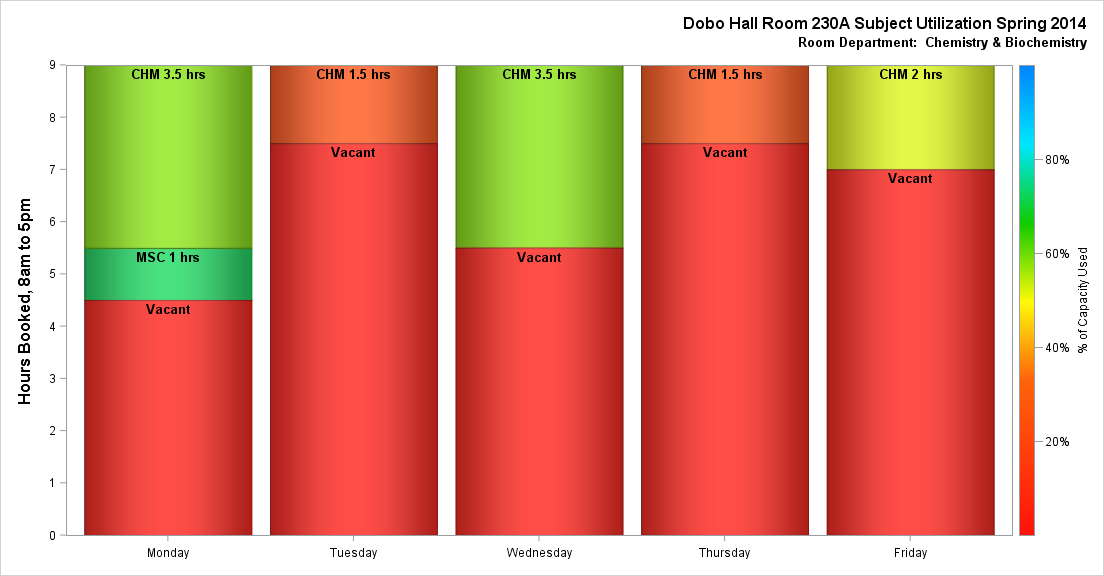 Dobo Hall Room 230A Subject Utilization Spring 2014
Room Department: Chemistry & Biochemistry
Hours Booked, 8am to 5pm
9
8
7
6
5
4
3
2
1
0
CHM 3.5 hrs
MSC 1 hrs
Vacant
CHM 1.5 hrs
Vacant
CHM 3.5 hrs
Vacant
CHM 1.5 hrs
Vacant
CHM 2 hrs
Vacant
Monday
Tuesday
Wednesday
Thursday
Friday
80%
60%
40%
20%
% of Capacity Used